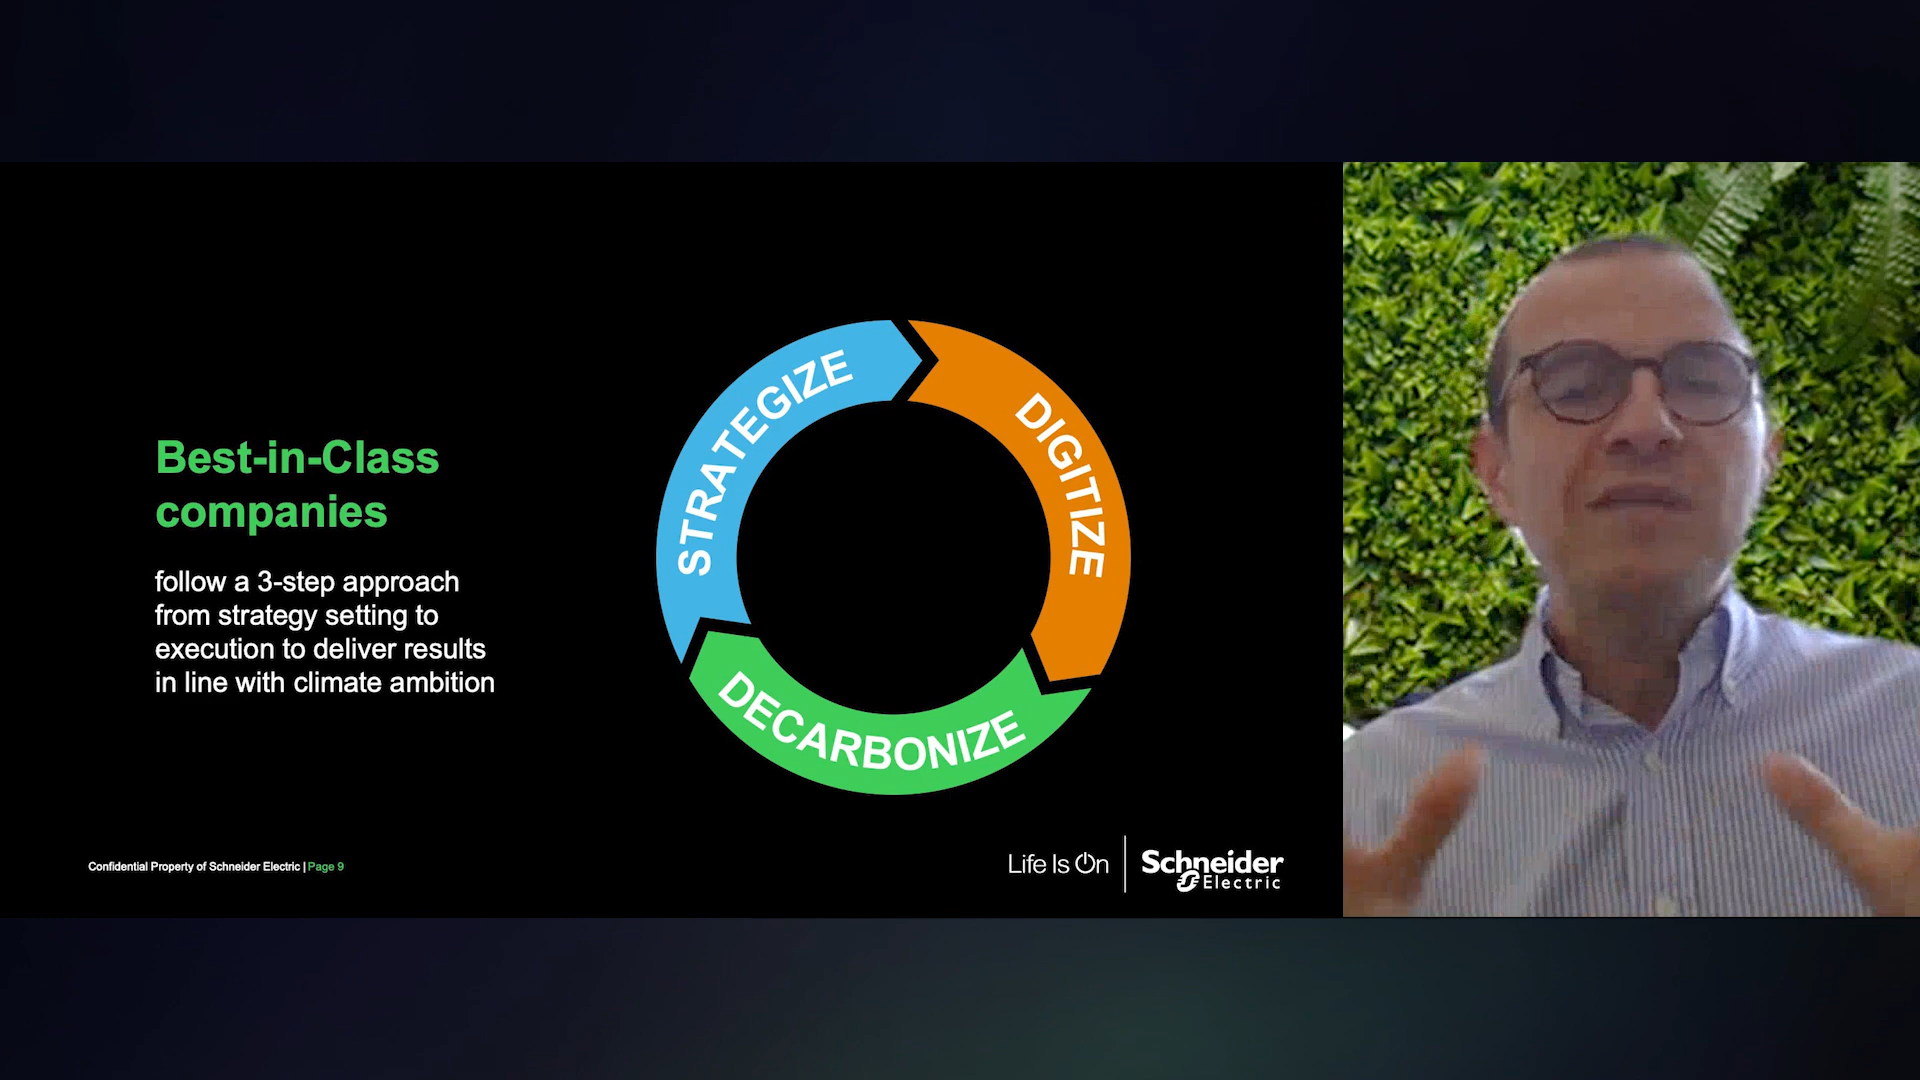 Best-in-Class
companies
follow a 3-step approach
from strategy setting to
execution to deliver results
in line with climate ambition
STRATEGIZE
DIGITIZE
DECARBONIZE
Confidential Property of Schneider Electric | Page 9
Life Is On
Schneider
Electric